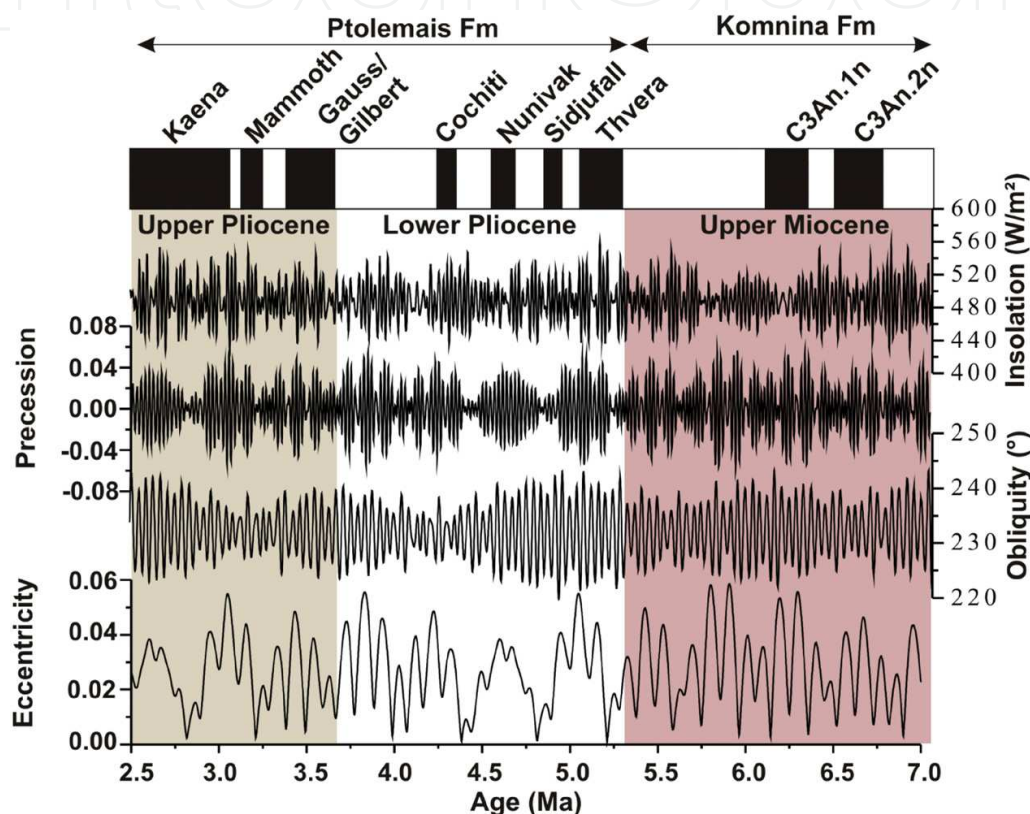 Ptolemais Fm
Komnina Fm
Kaena
Mammoth
Gauss/
Gilbert
Cochiti
Nunivak
Sidjufall
Thvera
C3An.1n
C3An.2n
Upper Pliocene
Lower Pliocene
Upper Miocene
600
560
520
480
440
400
Insolation (W/m²)
0.08
0.04
0.00
-0.04
-0.08
Precession
250
240
230
220
Obliquity (°)
0.06
0.04
0.02
0.00
Eccentricity
2.5 3.0 3.5 4.0 4.5 5.0 5.5 6.0 6.5 7.0
Age (Ma)